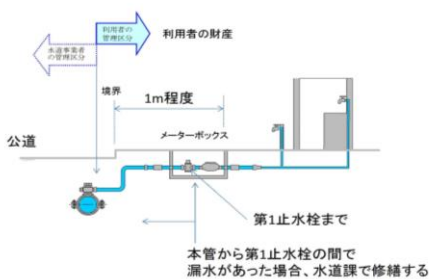 利用者の
管理区分
利用者の財産
水道事業者
の管理区分
境界
1m程度
公道
メーターボックス
第1止水栓まで
本管から第1止水栓の間で
漏水があった場合、水道課で修繕する